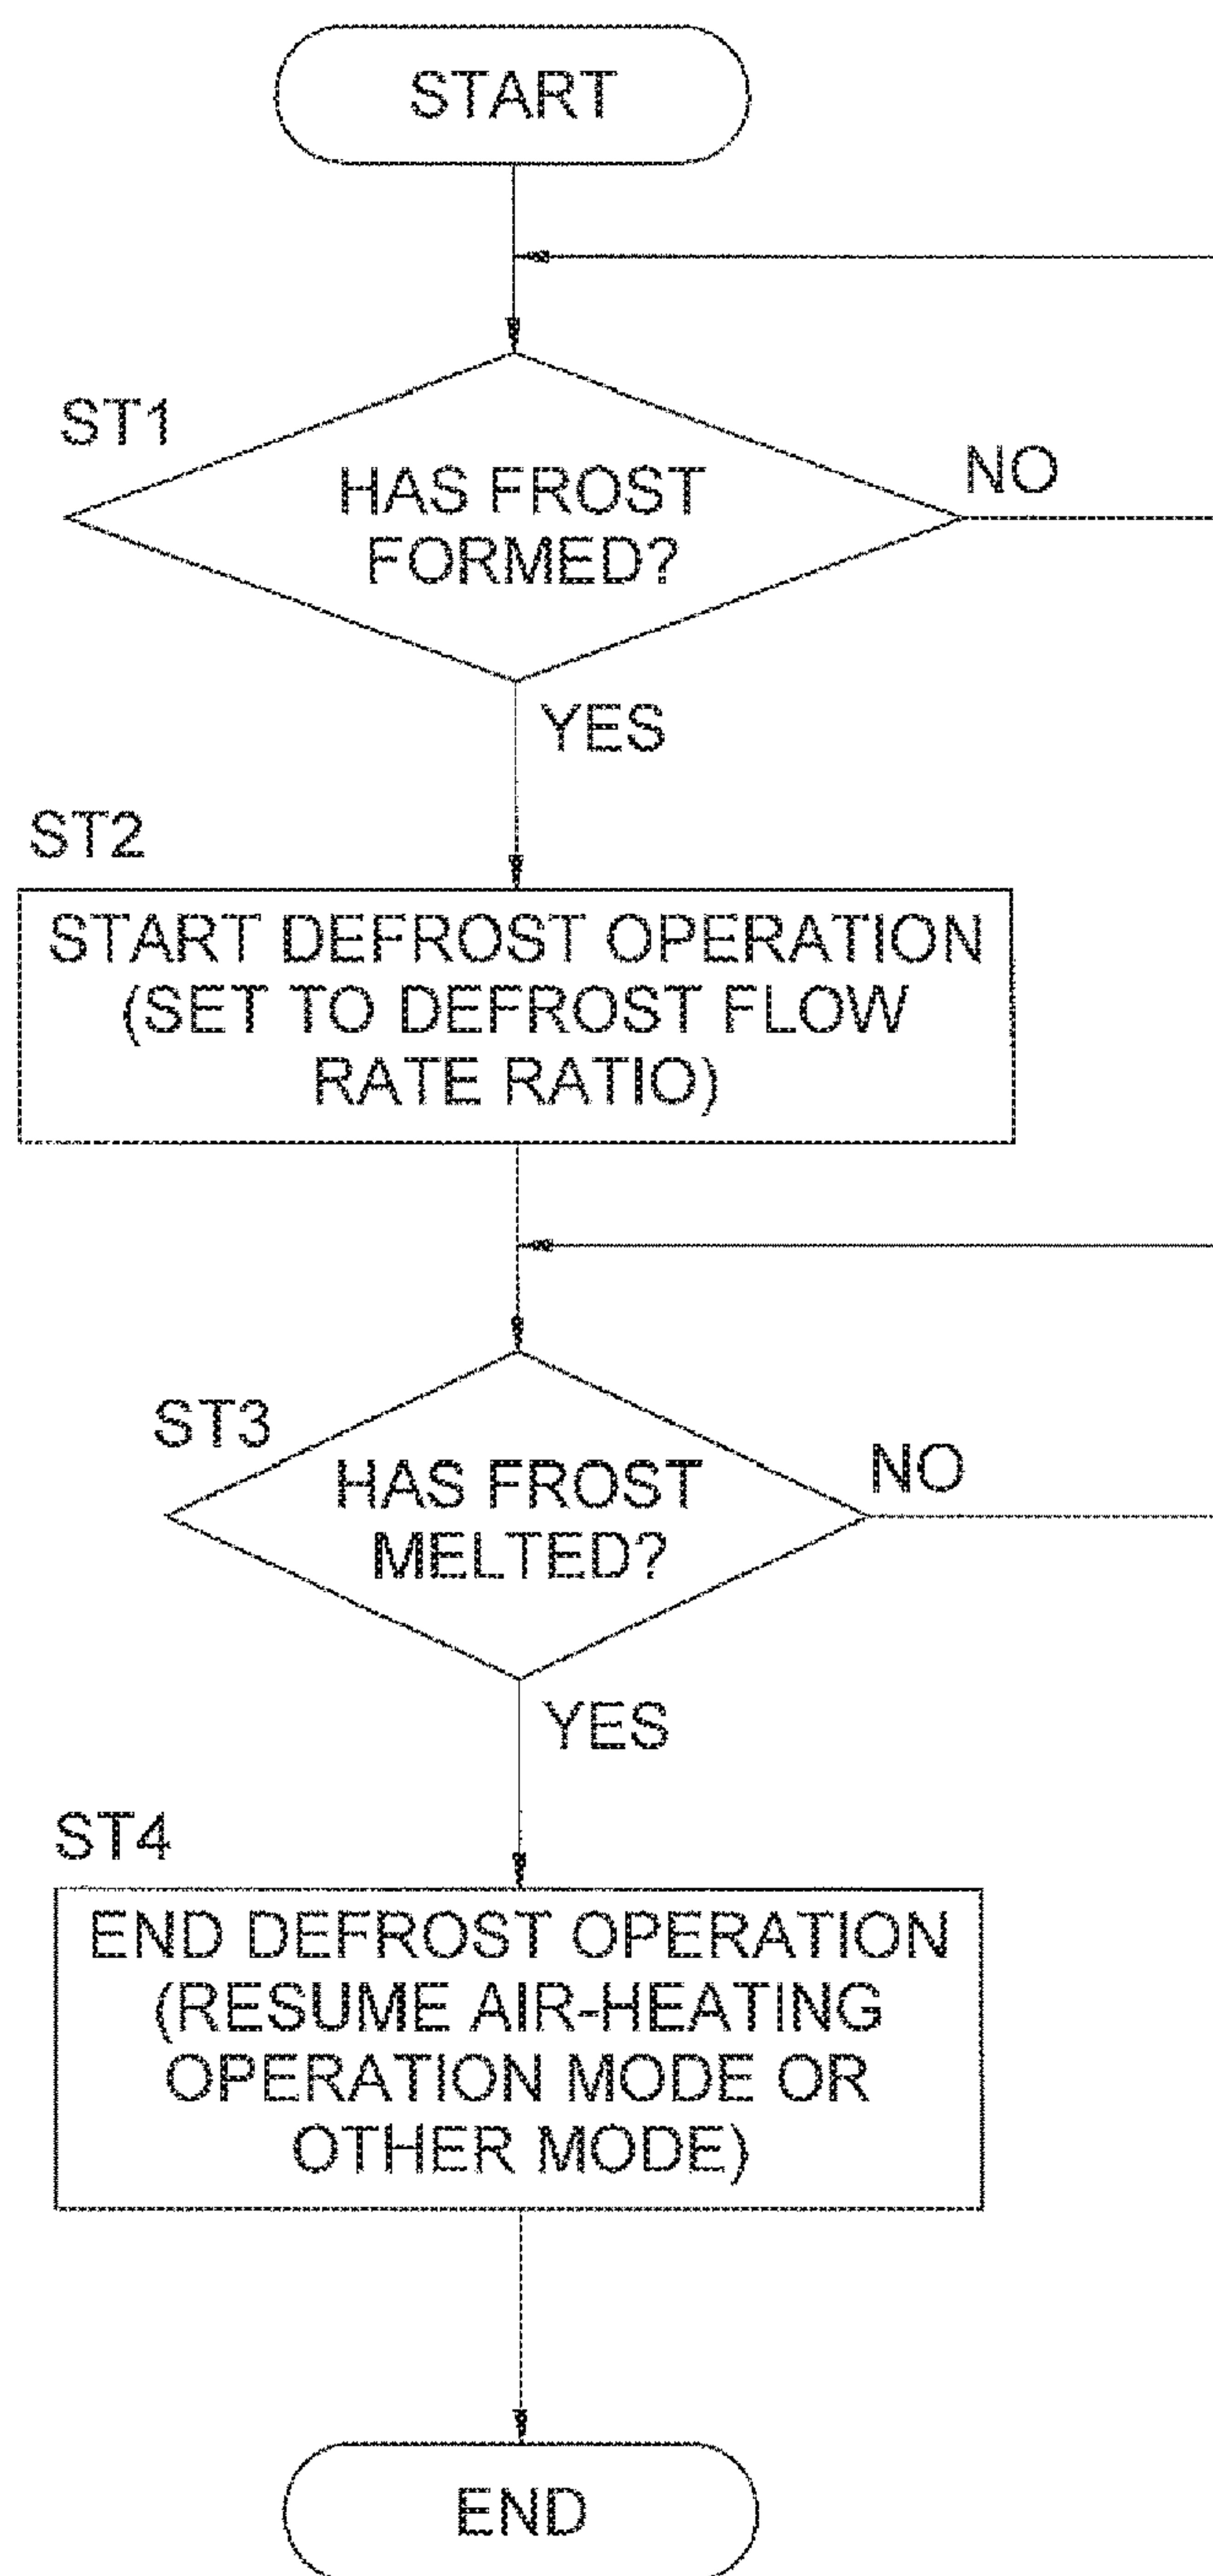 START
ST1
HAS FROST
FORMED?
NO
YES
ST2
START DEFROST OPERATION
(SET TO DEFROST FLOW
RATE RATIO)
ST3
HAS FROST
MELTED?
NO
YES
ST4
END DEFROST OPERATION
(RESUME AIR-HEATING
OPERATION MODE OR
OTHER MODE)
END